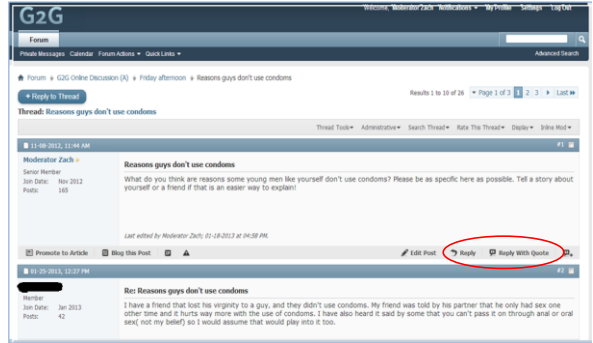 G2G
Welcome, Moderator Zach Notifications My Profile Settings Log Out
Forum
Private Messages Calendar Forum Actions Quick Links Advanced Search
Forum G2G Online Discussion (A) Friday afternoon Reasons guys don't use condoms
+ Reply to Thread Results 1 to 10 of 26 Page 1 of 3 1 2 3 Last
Thread: Reasons guys don't use condoms
Thread Tools Administrative Search Thread Rate This Thread Display Inline Mod
11-08-2012, 11:44 AM #1
Moderator Zach
Senior Member
Join Date: Nov 2012
Posts: 165
Reasons guys don't use condoms
What do you think are reasons some young men like yourself don't use condoms? Please be as specific here as possible. Tell a story about
yourself or a friend if that is an easier way to explain!
Last edited by Moderator Zach; 01-18-2013 at 04:58 PM.
Promote to Article Blog this Post Edit Post Reply Reply With Quote
01-25-2013, 12:27 PM #2
Member
Join Date: Jan 2013
Posts: 42
Re: Reasons guys don't use condoms
I have a friend that lost his virginty to a guy, and they didn't use condoms. My friend was told by his partner that he only had sex one
other time and it hurts way more with the use of condoms. I have also heard it said by some that you can't pass it on through anal or oral
sex( not my belief) so I would assume that would play into it too.